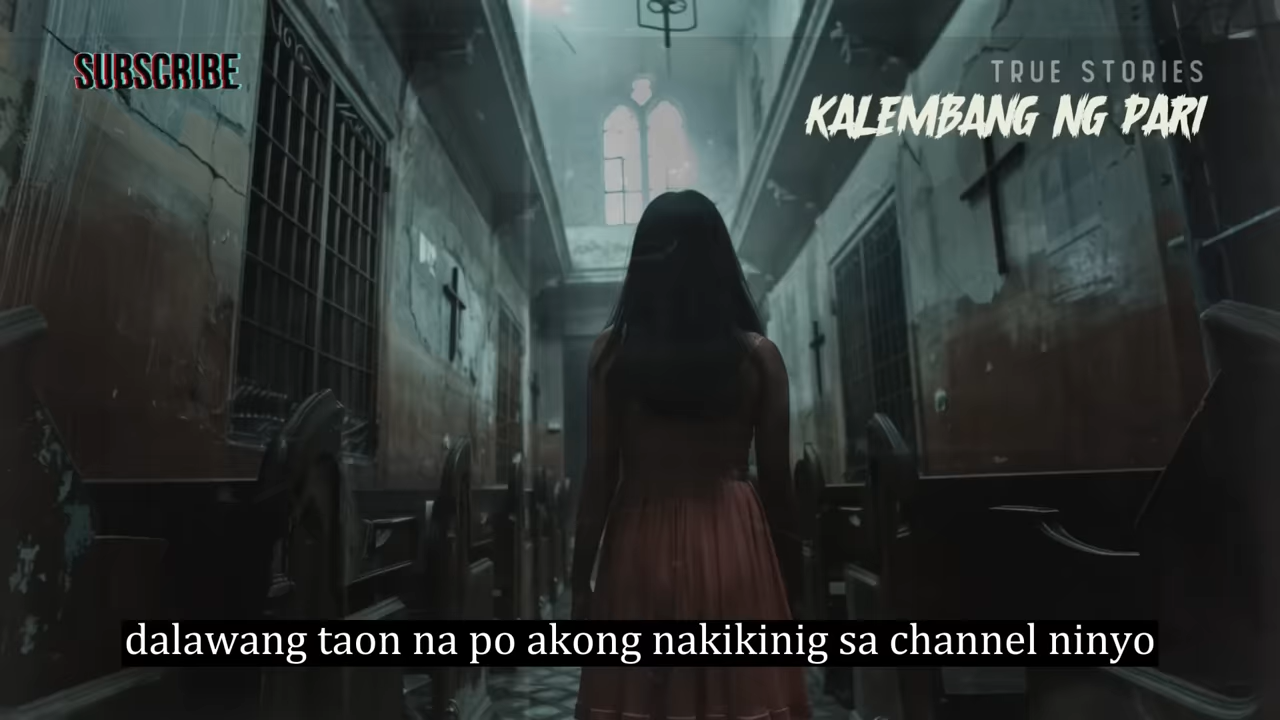 SUBSCRIBE
TRUE STORIES
KALEMBANG NG PARI
dalawang taon na po akong nakikinig sa channel ninyo